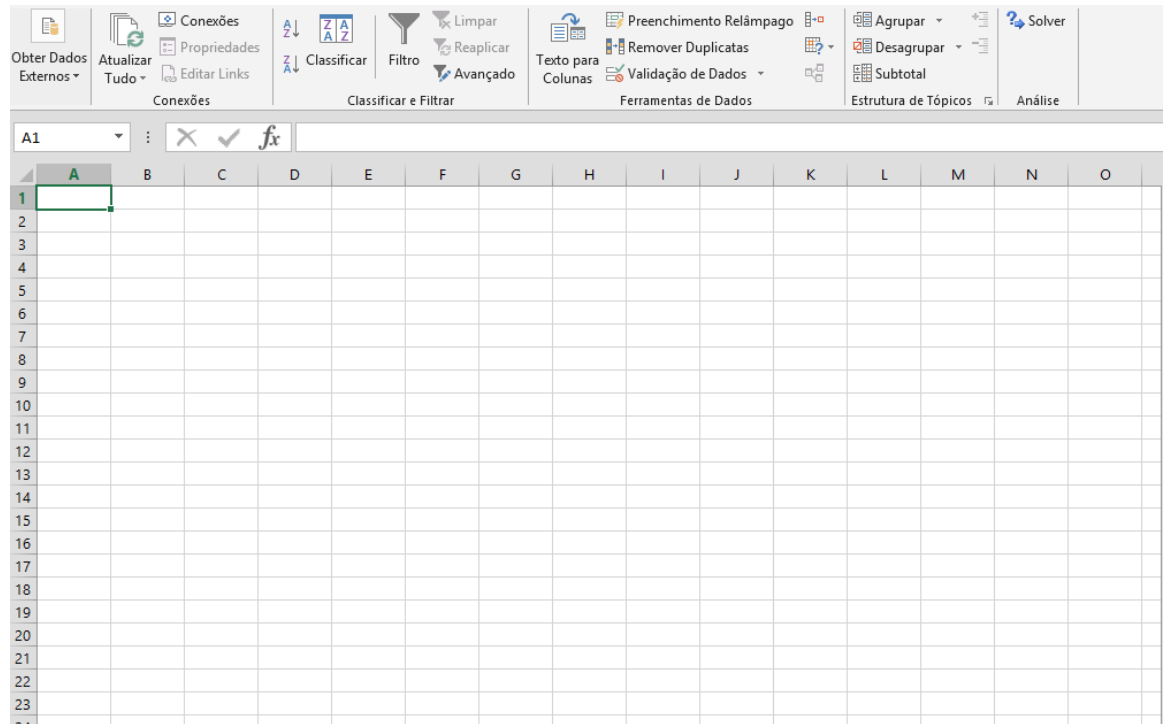 Obter Dados
Externos
Atualizar
Tudo
Conexões
Propriedades
Editar Links
Conexões
Classificar
Filtro
Limpar
Reaplicar
Avançado
Classificar e Filtrar
Texto para
Colunas
Preenchimento Relâmpago
Remover Duplicatas
Validação de Dados
Ferramentas de Dados
Agrupar
Desagrupar
Subtotal
Estrutura de Tópicos
Solver
Análise
A1
fx
A B C D E F G H I J K L M N O
1
2
3
4
5
6
7
8
9
10
11
12
13
14
15
16
17
18
19
20
21
22
23